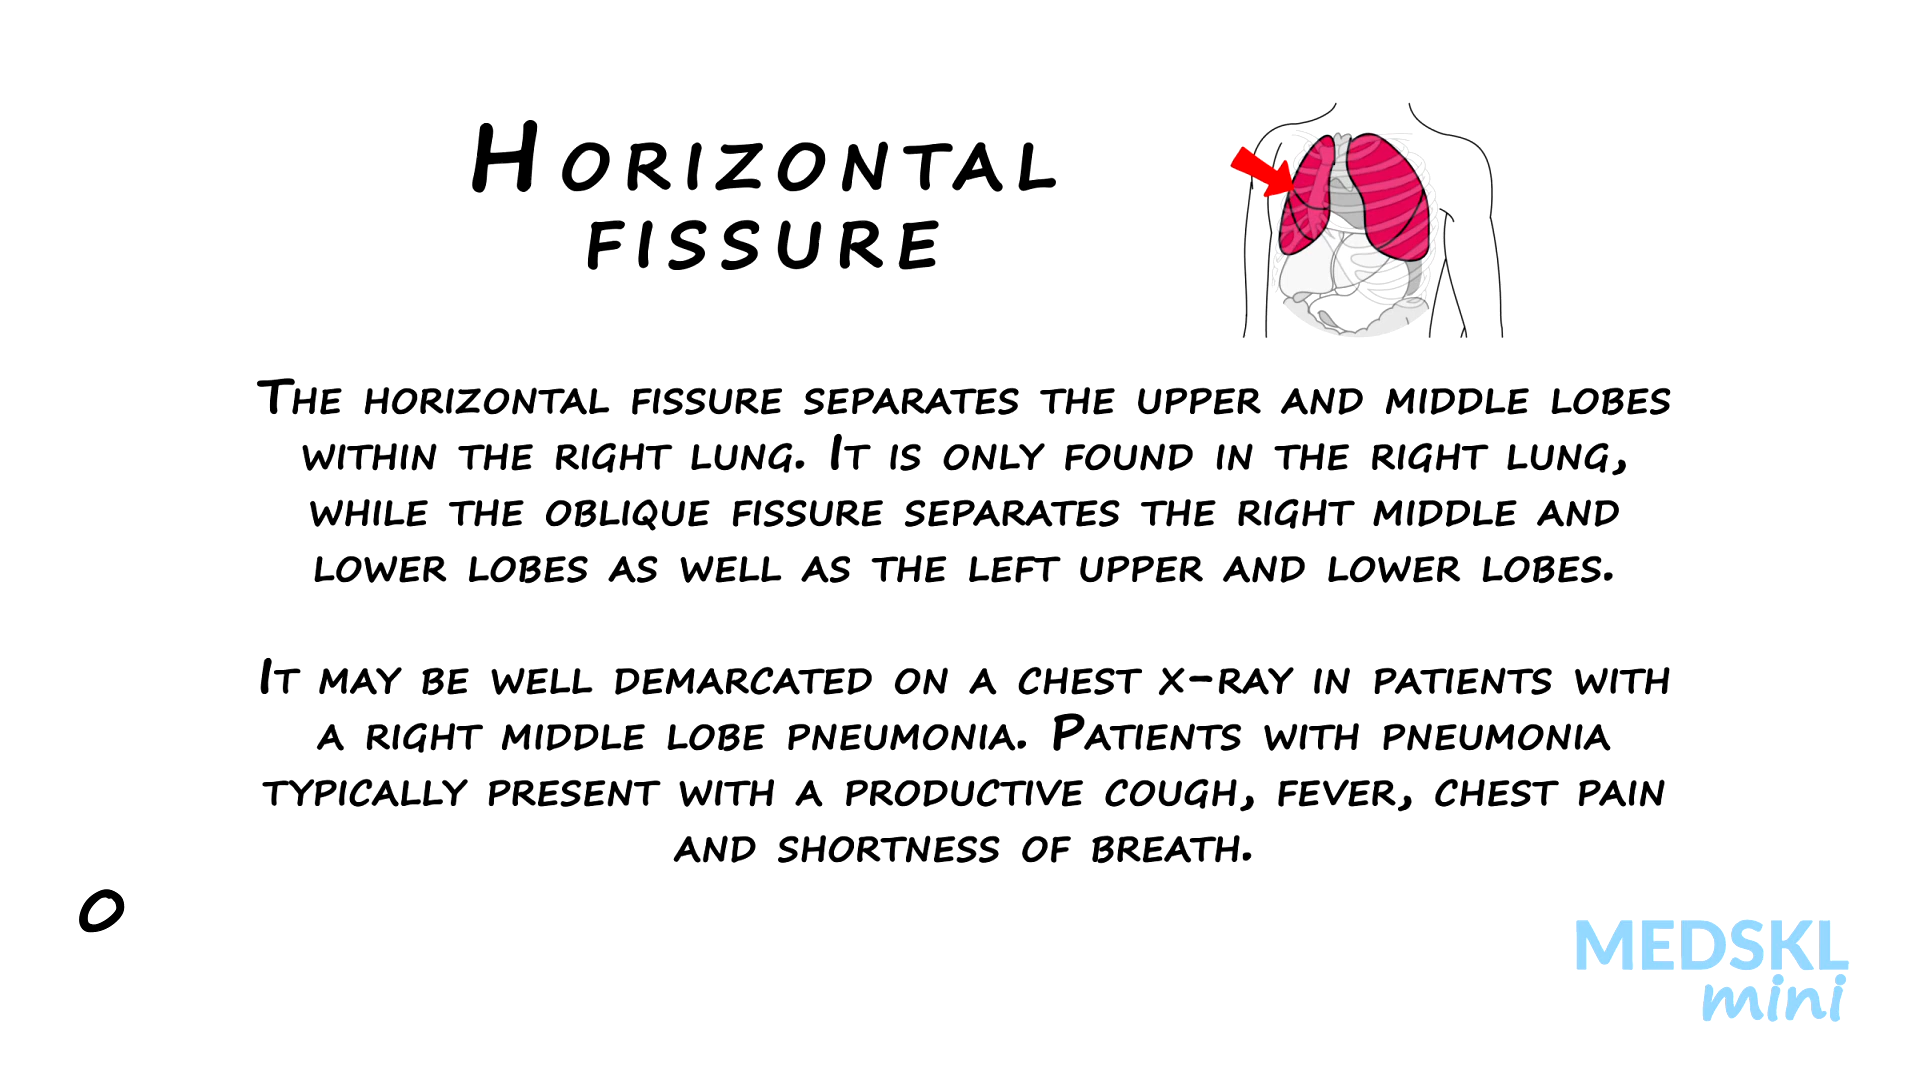 Horizontal
fissure
The horizontal fissure separates the upper and middle lobes
within the right lung. It is only found in the right lung,
while the oblique fissure separates the right middle and
lower lobes as well as the left upper and lower lobes.
It may be well demarcated on a chest x-ray in patients with
a right middle lobe pneumonia. Patients with pneumonia
typically present with a productive cough, fever, chest pain
and shortness of breath.
O
MEDSKL
mini